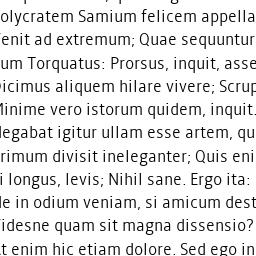 olycratem Samium felicem appella
enit ad extremum; Quae sequuntur
um Torquatus: Prorsus, inquit, asse
icimus aliquem hilare vivere; Scrup
Minime vero istorum quidem, inquit.
legabat igitur ullam esse artem, qu
rimum divisit ineleganter; Quis eni
i longus, levis; Nihil sane. Ergo ita:
le in odium veniam, si amicum dest
idesne quam sit magna dissensio?
t enim hic etiam dolore. Sed ego in